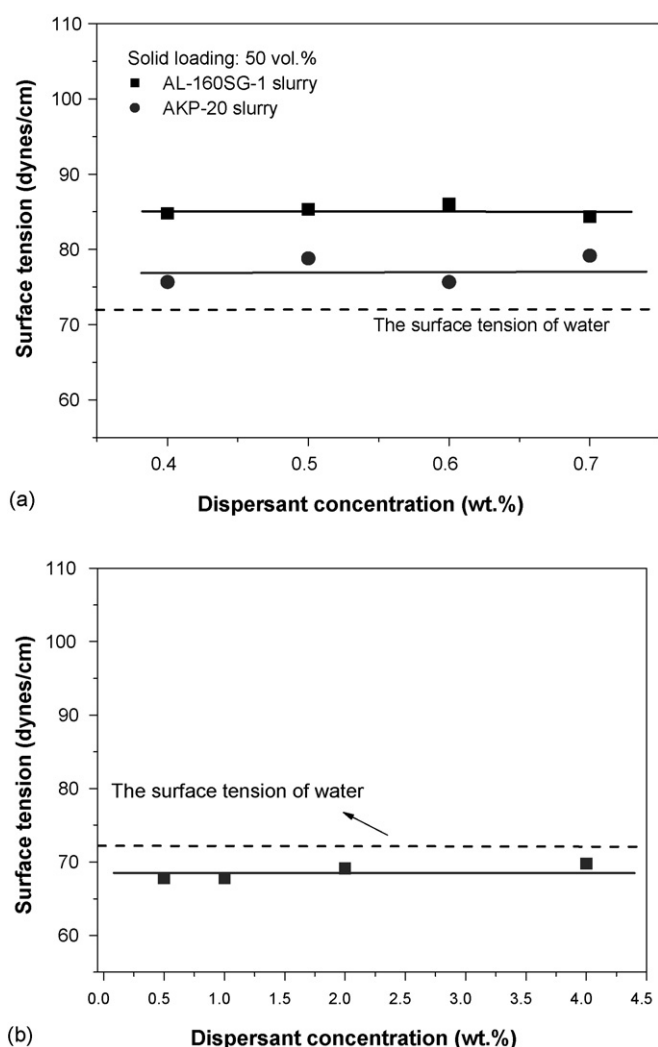 110
100
90
80
70
60
Surface tension (dynes/cm)
Solid loading: 50 vol.%
AL-160SG-1 slurry
AKP-20 slurry
The surface tension of water
0.4 0.5 0.6 0.7
(a) Dispersant concentration (wt.%)
110
100
90
80
70
60
Surface tension (dynes/cm)
The surface tension of water
0.0 0.5 1.0 1.5 2.0 2.5 3.0 3.5 4.0 4.5
(b) Dispersant concentration (wt.%)